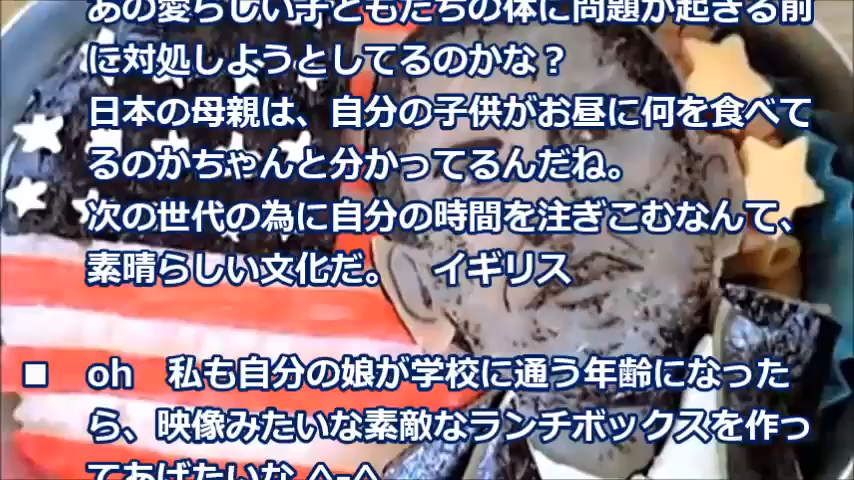 あの愛らしい子どもたちの体に問題が起きる前
に対処しようとしてるのかな？
日本の母親は、自分の子供がお昼に何を食べて
るのかちゃんと分かってるんだね。
次の世代の為に自分の時間を注ぎこむなんて、
素晴らしい文化だ。　イギリス
■　oh　私も自分の娘が学校に通う年齢になった
ら、映像みたいな素敵なランチボックスを作っ
てあげたいな ^-^